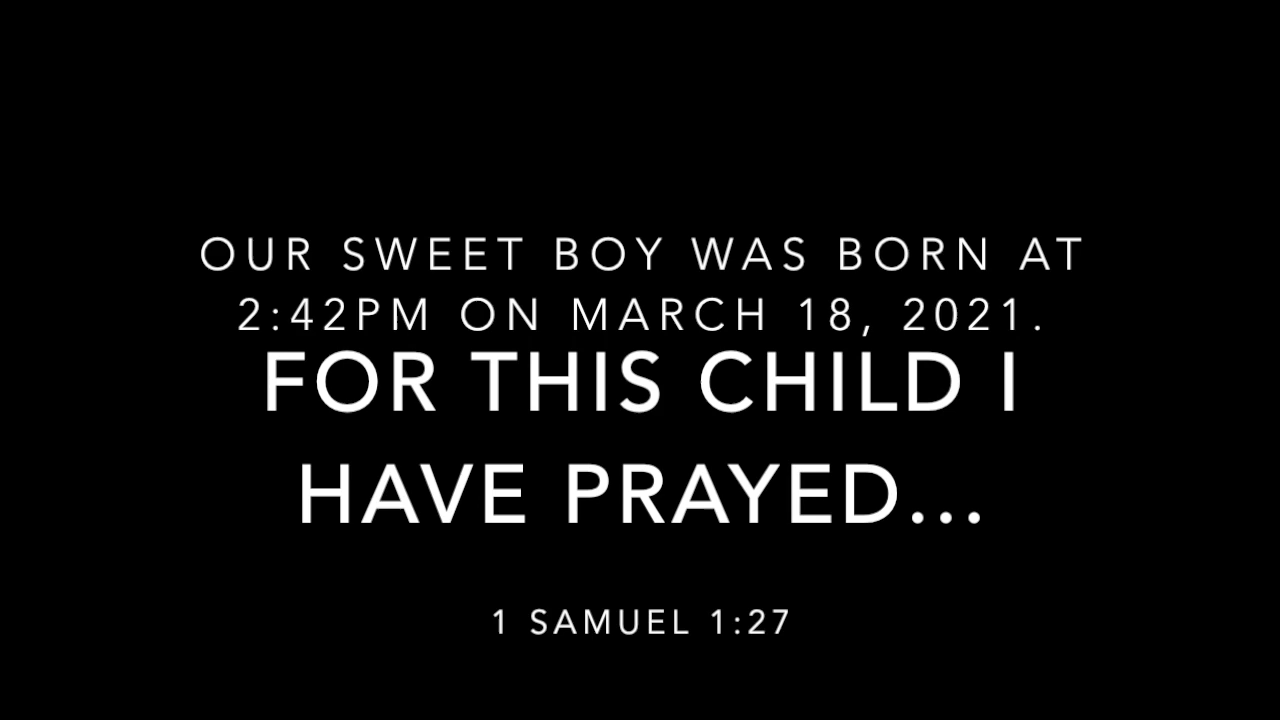 OUR SWEET BOY WAS BORN AT
2:42PM ON MARCH 18, 2021.
FOR THIS CHILD I
HAVE PRAYED...
1 SAMUEL 1:27